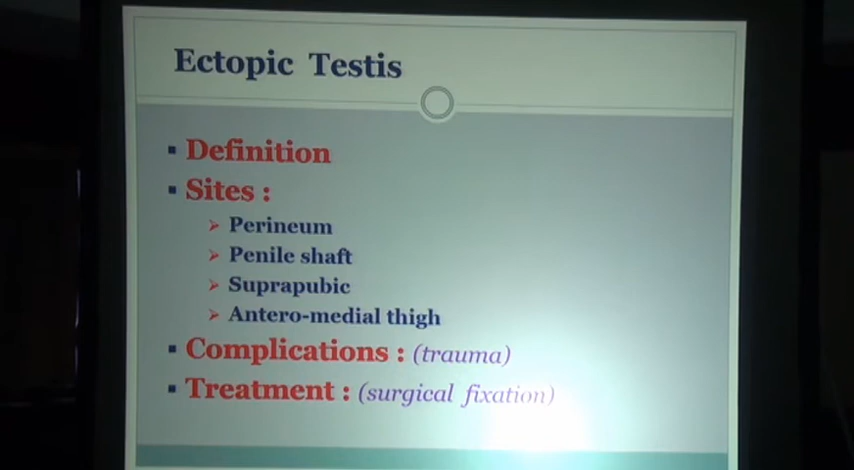 Ectopic Testis
▪ Definition
▪ Sites :
➢ Perineum
➢ Penile shaft
➢ Suprapubic
➢ Antero-medial thigh
▪ Complications : (trauma)
▪ Treatment : (surgical fixation)